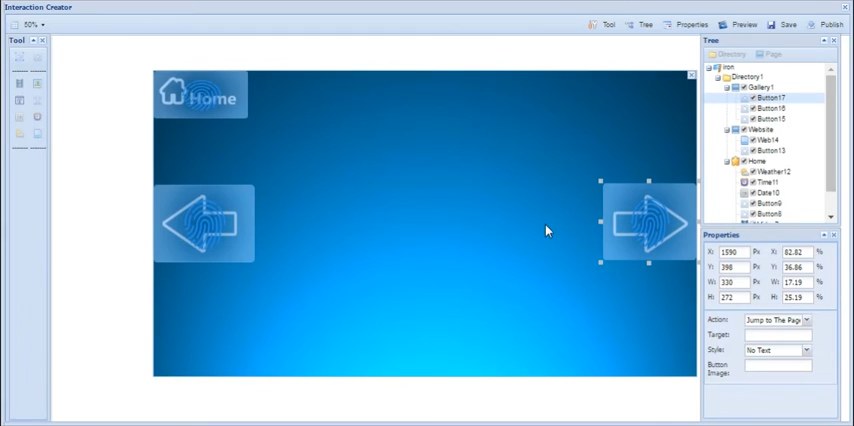 Interaction Creator
50%
Tool
Tree
Properties
Preview
Save
Publish
Tool
Home
Tree
Directory
Page
iron
Directory1
Gallery1
Button17
Button16
Button15
Website
Web14
Button13
Home
Weather12
Time11
Date10
Button9
Button8
Properties
X: 1590 Px X: 82.82 %
Y: 398 Px Y: 36.86 %
W: 330 Px W: 17.19 %
H: 272 Px H: 25.19 %
Action: Jump to The Page
Target:
Style: No Text
Button
Image: